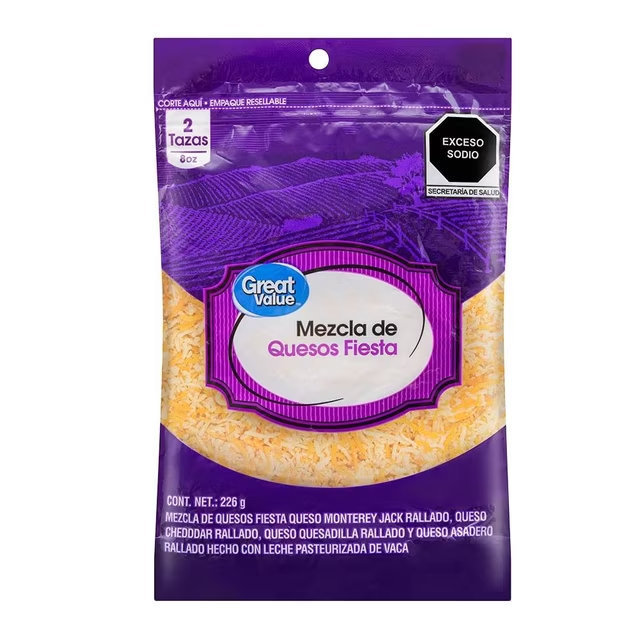 CORTE AQUÍ • EMPAQUE RESELLABLE
2
Tazas
8oz
EXCESO
SODIO
SECRETARÍA DE SALUD
Great
Value™
Mezcla de
Quesos Fiesta
CONT. NET.: 226 g
MEZCLA DE QUESOS FIESTA QUESO MONTEREY JACK RALLADO, QUESO
CHEDDDAR RALLADO, QUESO QUESADILLA RALLADO Y QUESO ASADERO
RALLADO HECHO CON LECHE PASTEURIZADA DE VACA